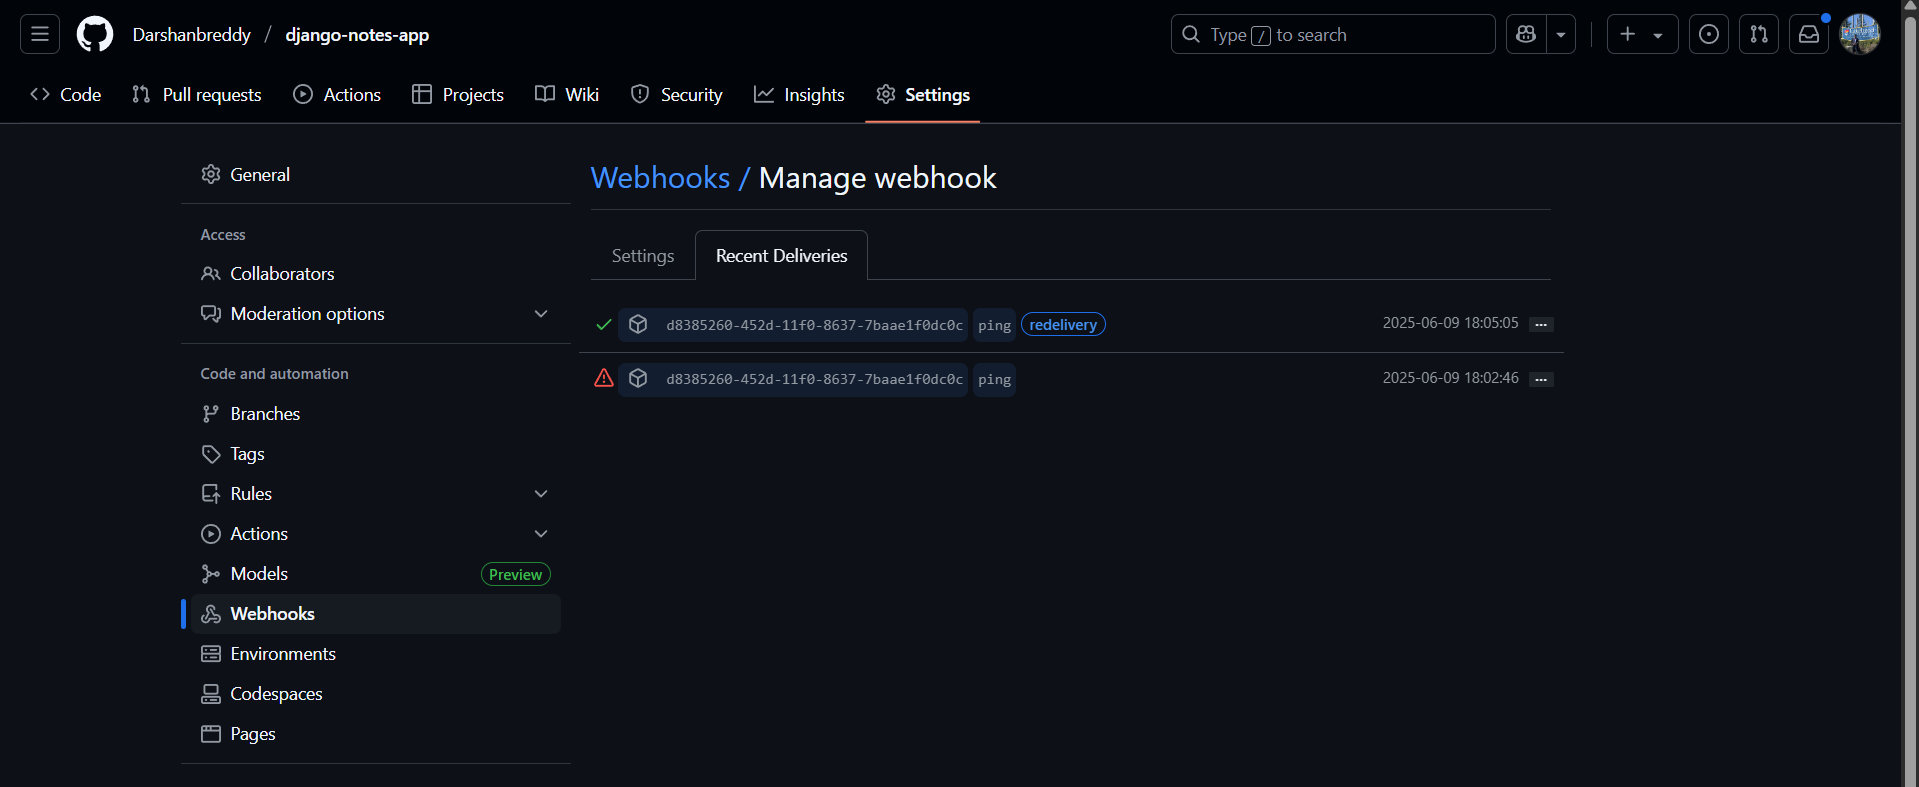 Darshanbreddy / django-notes-app
Type / to search
Code Pull requests Actions Projects Wiki Security Insights Settings
General
Access
Collaborators
Moderation options
Code and automation
Branches
Tags
Rules
Actions
Models Preview
Webhooks
Environments
Codespaces
Pages
Webhooks / Manage webhook
Settings Recent Deliveries
d8385260-452d-11f0-8637-7baae1f0dc0c ping redelivery 2025-06-09 18:05:05 ...
d8385260-452d-11f0-8637-7baae1f0dc0c ping 2025-06-09 18:02:46 ...